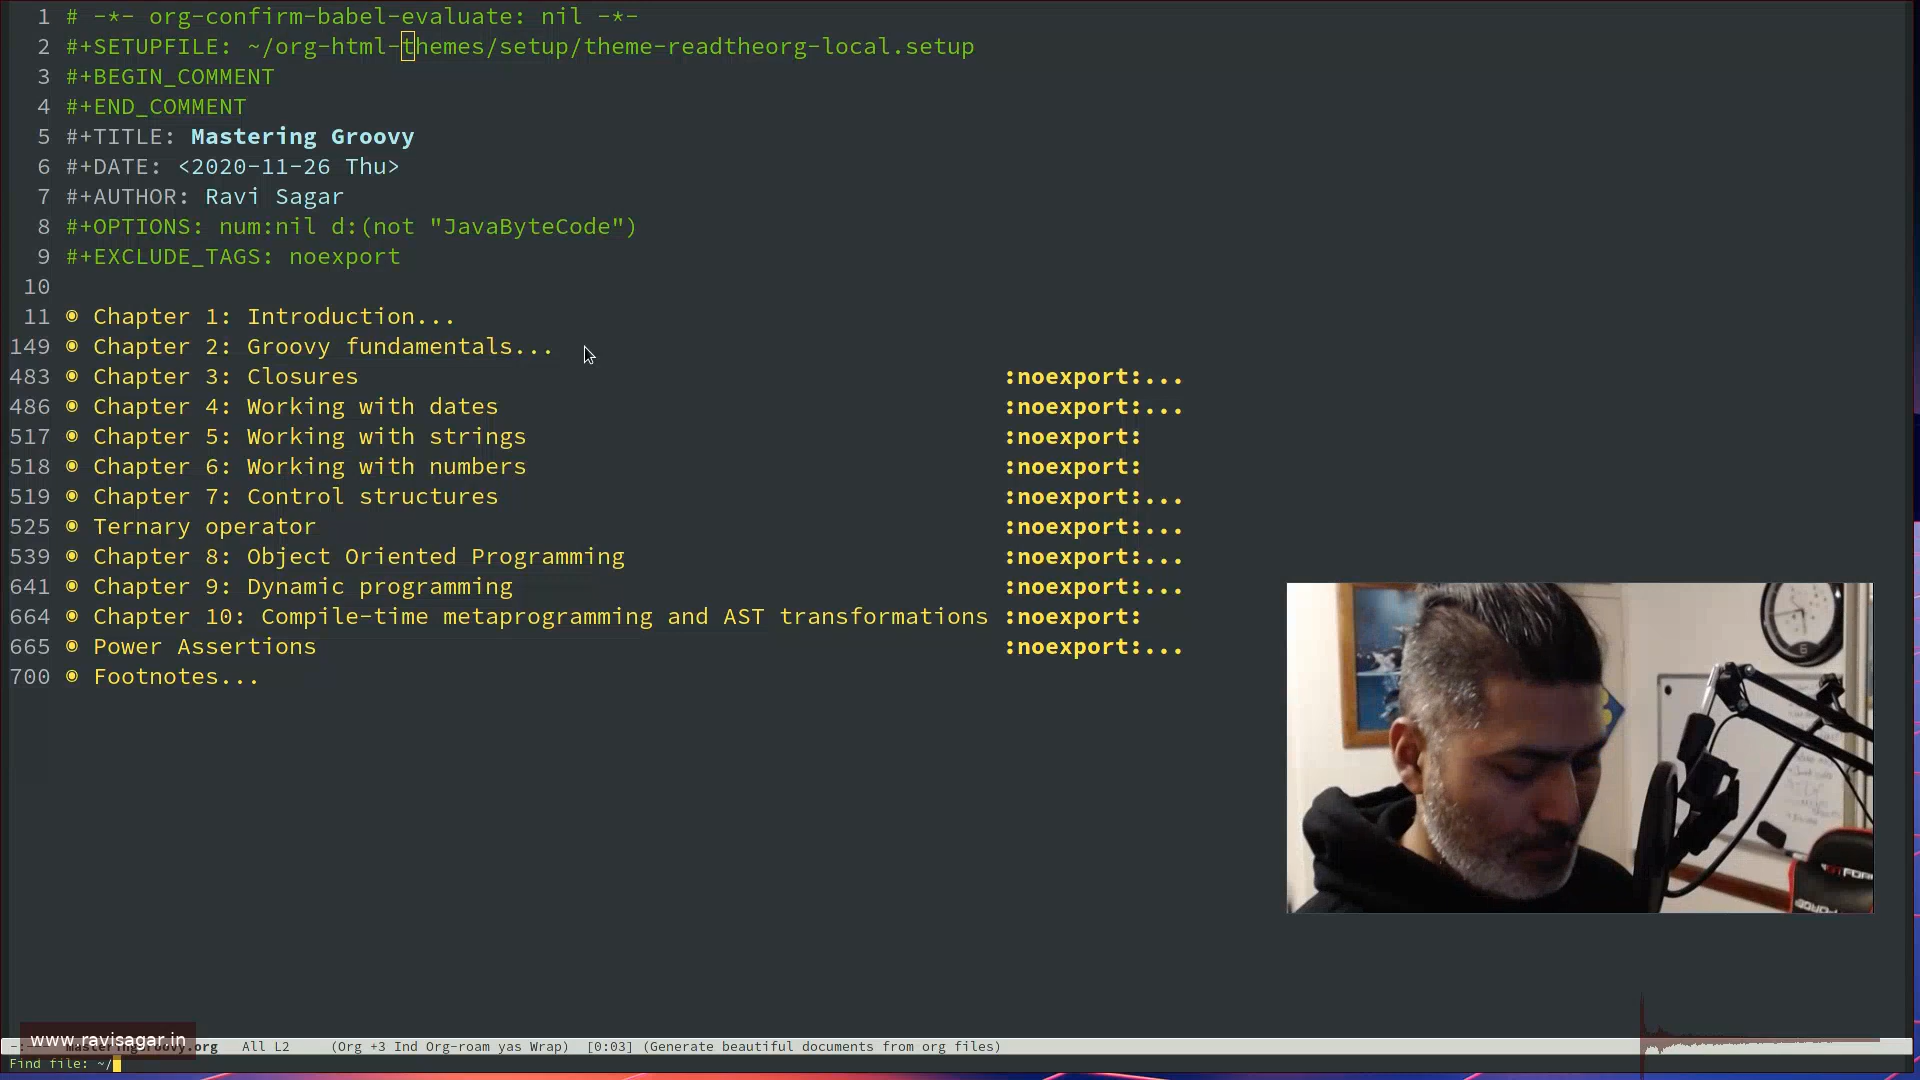 1 # -*- org-confirm-babel-evaluate: nil -*-
2 #+SETUPFILE: ~/org-html-themes/setup/theme-readtheorg-local.setup
3 #+BEGIN_COMMENT
4 #+END_COMMENT
5 #+TITLE: Mastering Groovy
6 #+DATE: <2020-11-26 Thu>
7 #+AUTHOR: Ravi Sagar
8 #+OPTIONS: num:nil d:(not "JavaByteCode")
9 #+EXCLUDE_TAGS: noexport
10
11 ◉ Chapter 1: Introduction...
149 ◉ Chapter 2: Groovy fundamentals...
483 ◉ Chapter 3: Closures :noexport:...
486 ◉ Chapter 4: Working with dates :noexport:...
517 ◉ Chapter 5: Working with strings :noexport:
518 ◉ Chapter 6: Working with numbers :noexport:
519 ◉ Chapter 7: Control structures :noexport:...
525 ◉ Ternary operator :noexport:...
539 ◉ Chapter 8: Object Oriented Programming :noexport:...
641 ◉ Chapter 9: Dynamic programming :noexport:...
664 ◉ Chapter 10: Compile-time metaprogramming and AST transformations :noexport:
665 ◉ Power Assertions :noexport:...
700 ◉ Footnotes...
www.ravisagar.in
All L2 (Org +3 Ind Org-roam yas Wrap) [0:03] (Generate beautiful documents from org files)
Find file: ~/